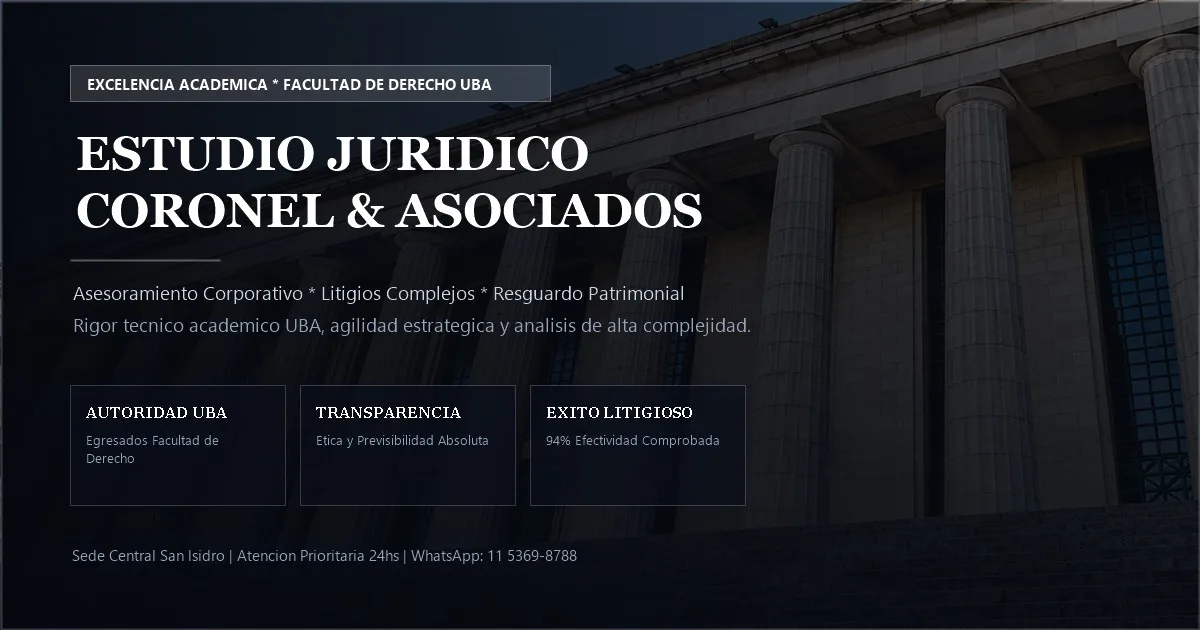 EXCELENCIA ACADEMICA * FACULTAD DE DERECHO UBA
ESTUDIO JURIDICO
CORONEL & ASOCIADOS
Asesoramiento Corporativo * Litigios Complejos * Resguardo Patrimonial
Rigor tecnico academico UBA, agilidad estrategica y analisis de alta complejidad.
AUTORIDAD UBA
Egresados Facultad de
Derecho
TRANSPARENCIA
Etica y Previsibilidad Absoluta
EXITO LITIGIOSO
94% Efectividad Comprobada
Sede Central San Isidro | Atencion Prioritaria 24hs | WhatsApp: 11 5369-8788